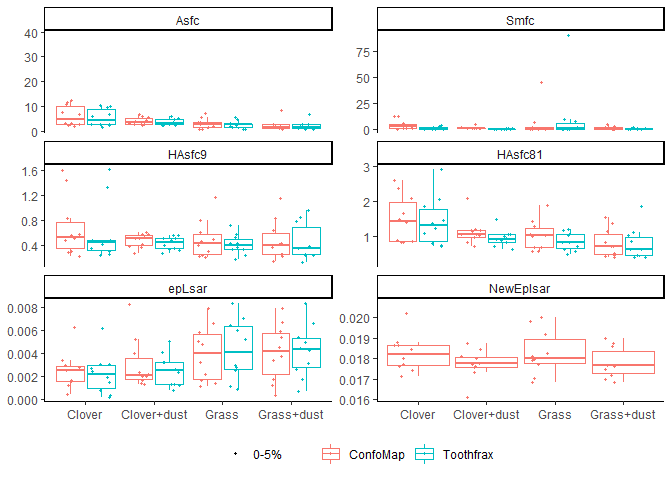 Asfc
Smfc
40
30
20
10
0
75
50
25
0
HAsfc9
HAsfc81
1.6
1.2
0.8
0.4
3
2
1
epLsar
NewEplsar
0.008
0.006
0.004
0.002
0.000
0.020
0.019
0.018
0.017
0.016
Clover Clover+dust Grass Grass+dust
Clover Clover+dust Grass Grass+dust
0-5% ConfoMap Toothfrax